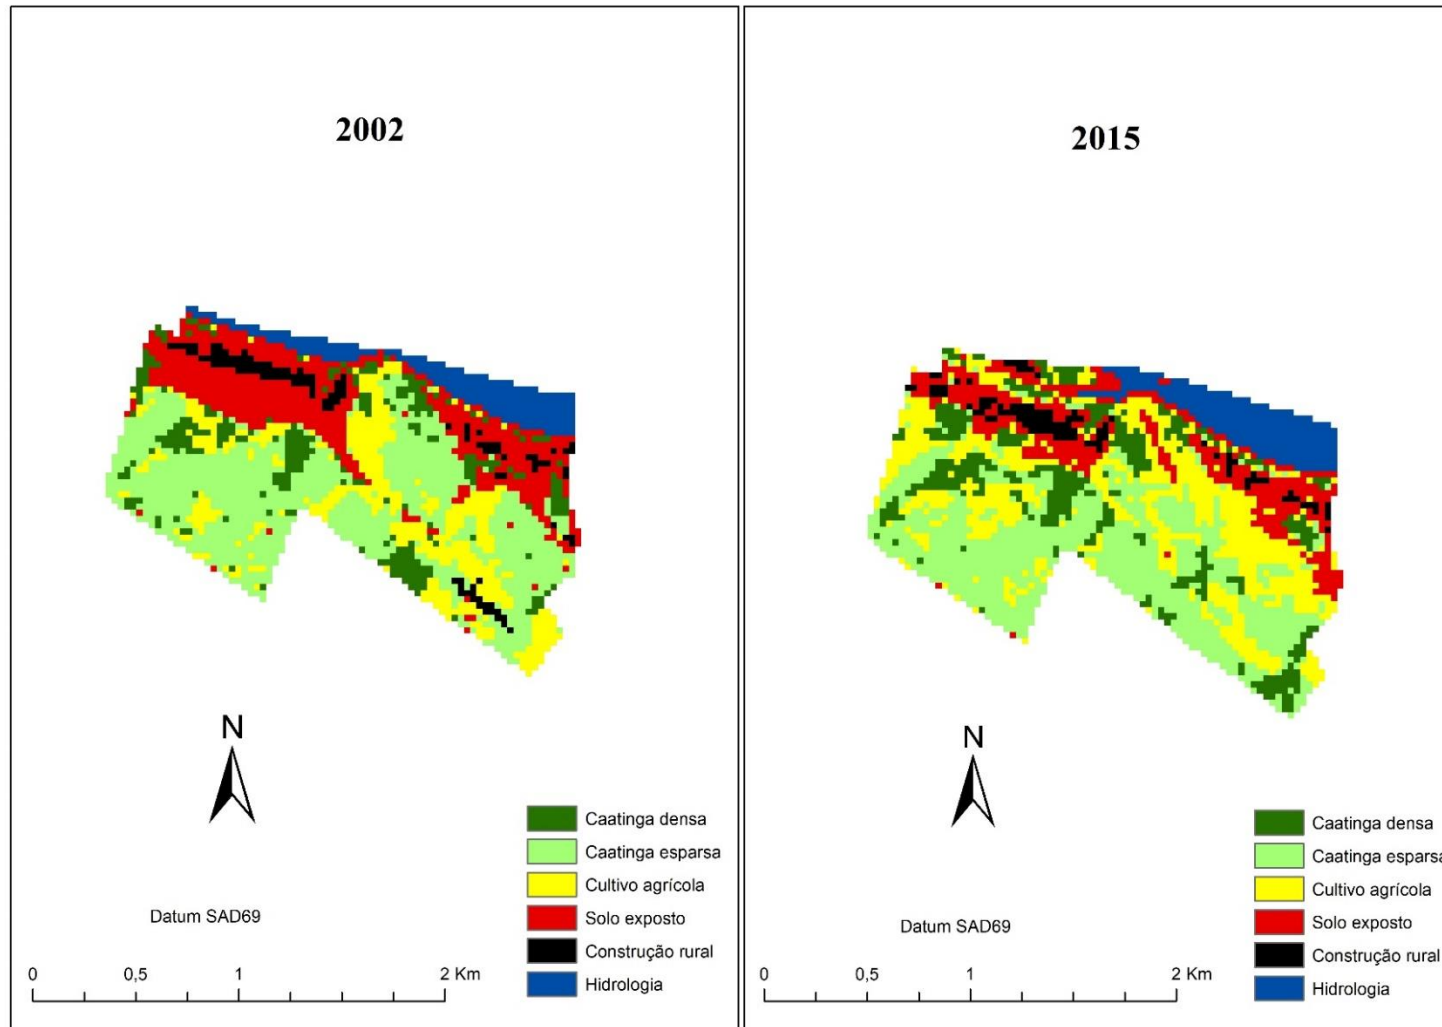 2002
N
Caatinga densa
Caatinga esparsa
Cultivo agrícola
Solo exposto
Construção rural
Hidrologia
Datum SAD69
0 0,5 1 2 Km
2015
N
Caatinga densa
Caatinga esparsa
Cultivo agrícola
Solo exposto
Construção rural
Hidrologia
Datum SAD69
0 0,5 1 2 Km